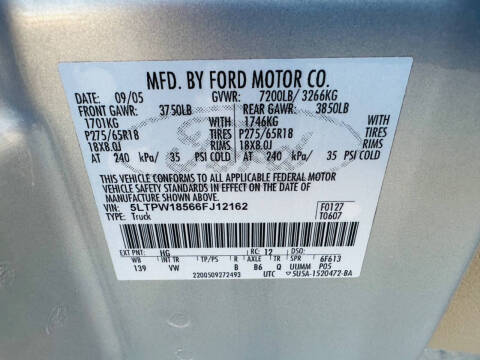 MFD. BY FORD MOTOR CO.
09/05 GVWR: 7200LB/ 3266KG
FRONT GAWR: 3750LB REAR GAWR: 3850LB
1701KG WITH 1746KG WITH
P275/65R18 TIRES P275/65R18 TIRES
18X8.0J RIMS 18X8.0J RIMS
AT 240 kPa/ 35 PSI COLD AT 240 kPa/ 35 PSI COLD
THIS VEHICLE CONFORMS TO ALL APPLICABLE FEDERAL MOTOR
VEHICLE SAFETY STANDARDS IN EFFECT ON THE DATE OF
MANUFACTURE SHOWN ABOVE.
VIN: 5LTPW18566FJ12162 F0127
TYPE: Truck T0607
EXT PNT: HG RC: 12 DSO:
WB INT TR TP/PS R AXLE TR SPR 6F613
139 VW B B6 Q UUMM P05
2200509272493 UTC 5U5A-1520472-BA
Ford